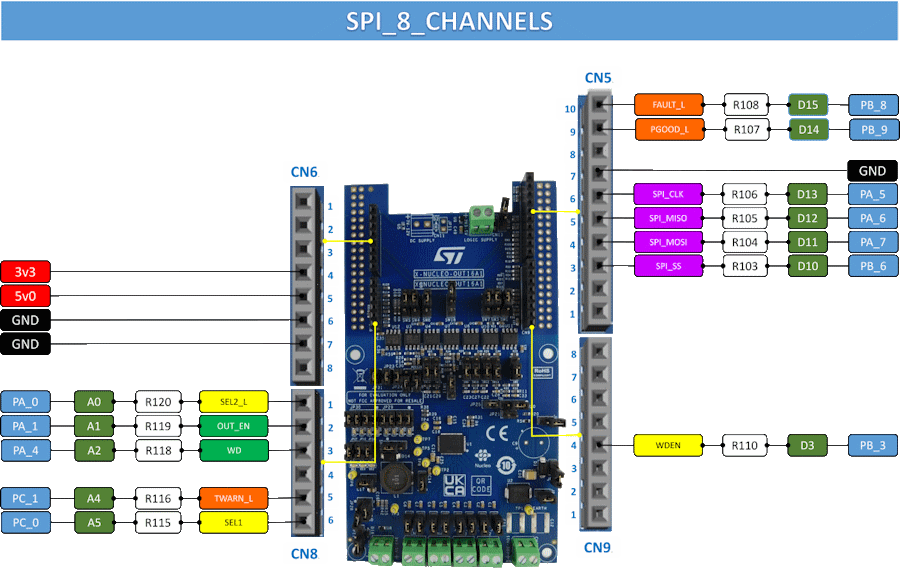 SPI_8_CHANNELS
CN5
10 FAULT_L R108 D15 PB_8
9 PGOOD_L R107 D14 PB_9
8
7 GND
6 SPI_CLK R106 D13 PA_5
5 SPI_MISO R105 D12 PA_6
4 SPI_MOSI R104 D11 PA_7
3 SPI_SS R103 D10 PB_6
2
1
CN6
1
2
3
3v3 4
5v0 5
GND 6
GND 7
8
DC SUPPLY
LOGIC SUPPLY
ST
X-NUCLEO-OUT16A1
X-NUCLEO-OUT16A1
RoHS
FOR EVALUATION ONLY
NOT FCC APPROVED FOR RESALE
CE
Nucleo
10
UK
CA
QR
CODE
EARTH
PA_0 A0 R120 SEL2_L 1
PA_1 A1 R119 OUT_EN 2
PA_4 A2 R118 WD 3
4
PC_1 A4 R116 TWARN_L 5
PC_0 A5 R115 SEL1 6
CN8
8
7
6
5
4 WDEN R110 D3 PB_3
3
2
1
CN9